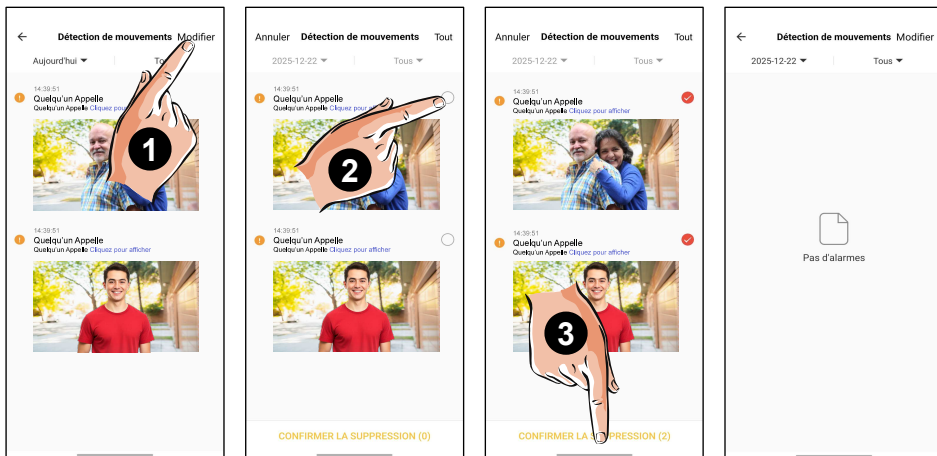 Détection de mouvements Modifier
Aujourd'hui
14:39:51
Quelqu'un Appelle
Quelqu'un Appelle Cliquez
1
14:39:51
Quelqu'un Appelle
Quelqu'un Appelle Cliquez pour afficher
Annuler Détection de mouvements Tout
2025-12-22 Tous
14:39:51
Quelqu'un Appelle
Quelqu'un Appelle Cliquez pour
2
14:39:51
Quelqu'un Appelle
Quelqu'un Appelle Cliquez pour afficher
CONFIRMER LA SUPPRESSION (0)
Annuler Détection de mouvements Tout
2025-12-22 Tous
14:39:51
Quelqu'un Appelle
Quelqu'un Appelle Cliquez pour afficher
14:39:51
Quelqu'un Appelle
Quelqu'un Appelle Cliquez pour afficher
3
CONFIRMER LA PRESSION (2)
Détection de mouvements Modifier
2025-12-22 Tous
Pas d'alarmes